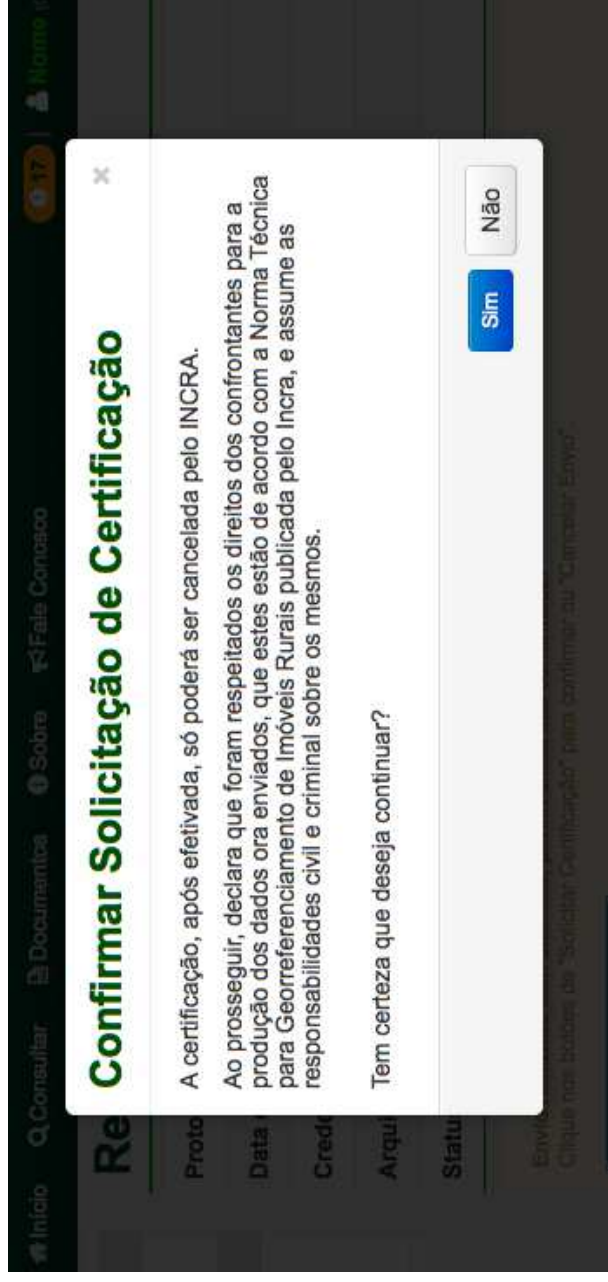 Início Consultar Documentos Sobre Fale Conosco 17 | Nome
Confirmar Solicitação de Certificação ×
Re
A certificação, após efetivada, só poderá ser cancelada pelo INCRA.
Proto
Ao prosseguir, declara que foram respeitados os direitos dos confrontantes para a
Data
produção dos dados ora enviados, que estes estão de acordo com a Norma Técnica
para Georreferenciamento de Imóveis Rurais publicada pelo Incra, e assume as
Crede
responsabilidades civil e criminal sobre os mesmos.
Tem certeza que deseja continuar?
Arqui
Statu
Sim Não
Clique nos botões de "Solicitar Certificação" para confirmar ou "Cancelar Envio".